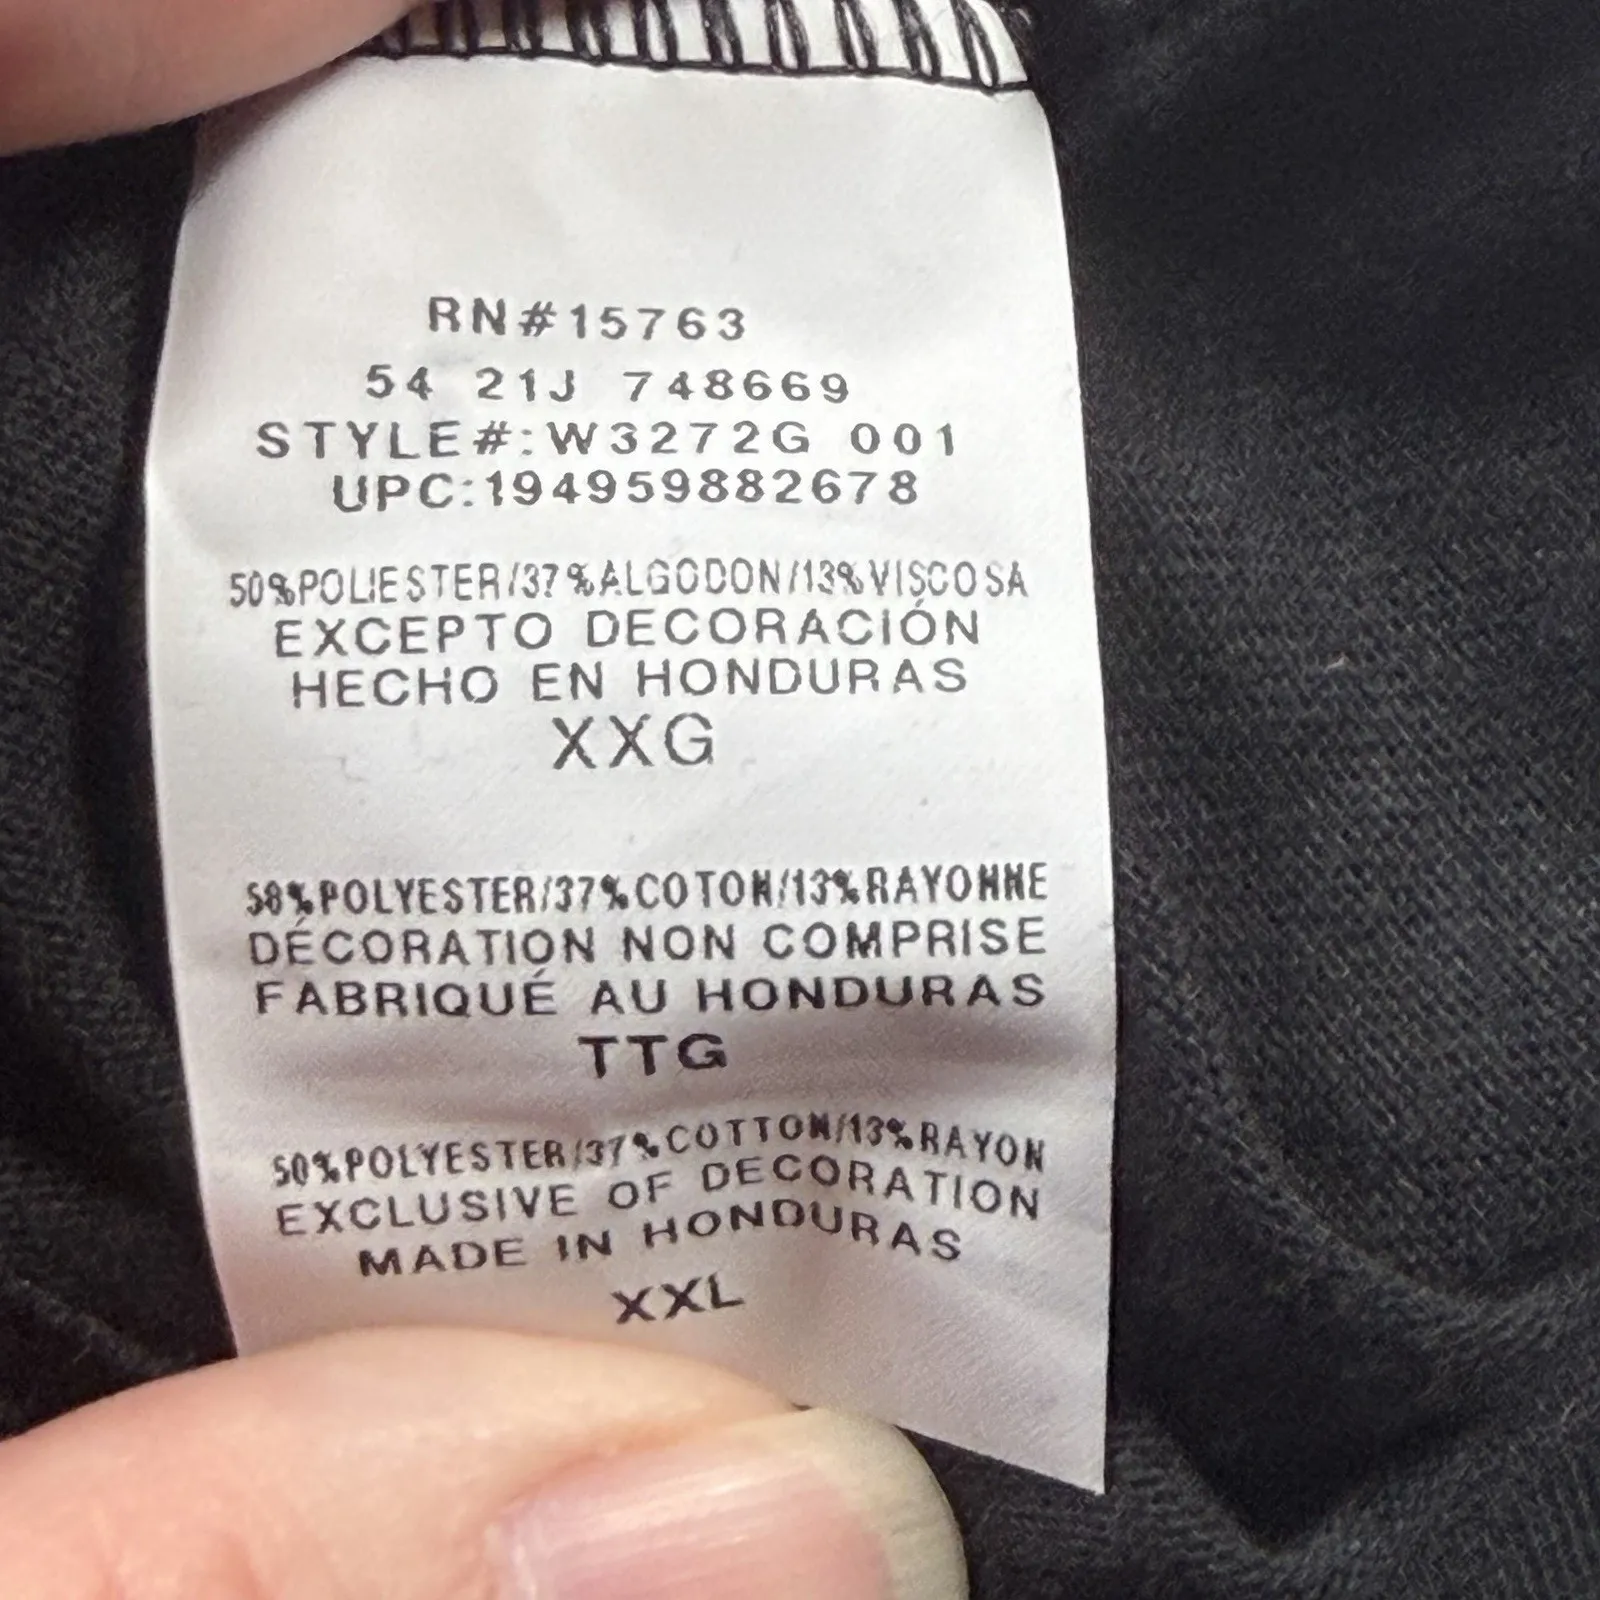 RN#15763
54 21J 748669
STYLE#:W3272G 001
UPC:194959882678
50%POLIESTER/37%ALGODON/13%VISCOSA
EXCEPTO DECORACIÓN
HECHO EN HONDURAS
XXG
50%POLYESTER/37%COTON/13%RAYONNE
DÉCORATION NON COMPRISE
FABRIQUÉ AU HONDURAS
TTG
50%POLYESTER/37%COTTON/13%RAYON
EXCLUSIVE OF DECORATION
MADE IN HONDURAS
XXL